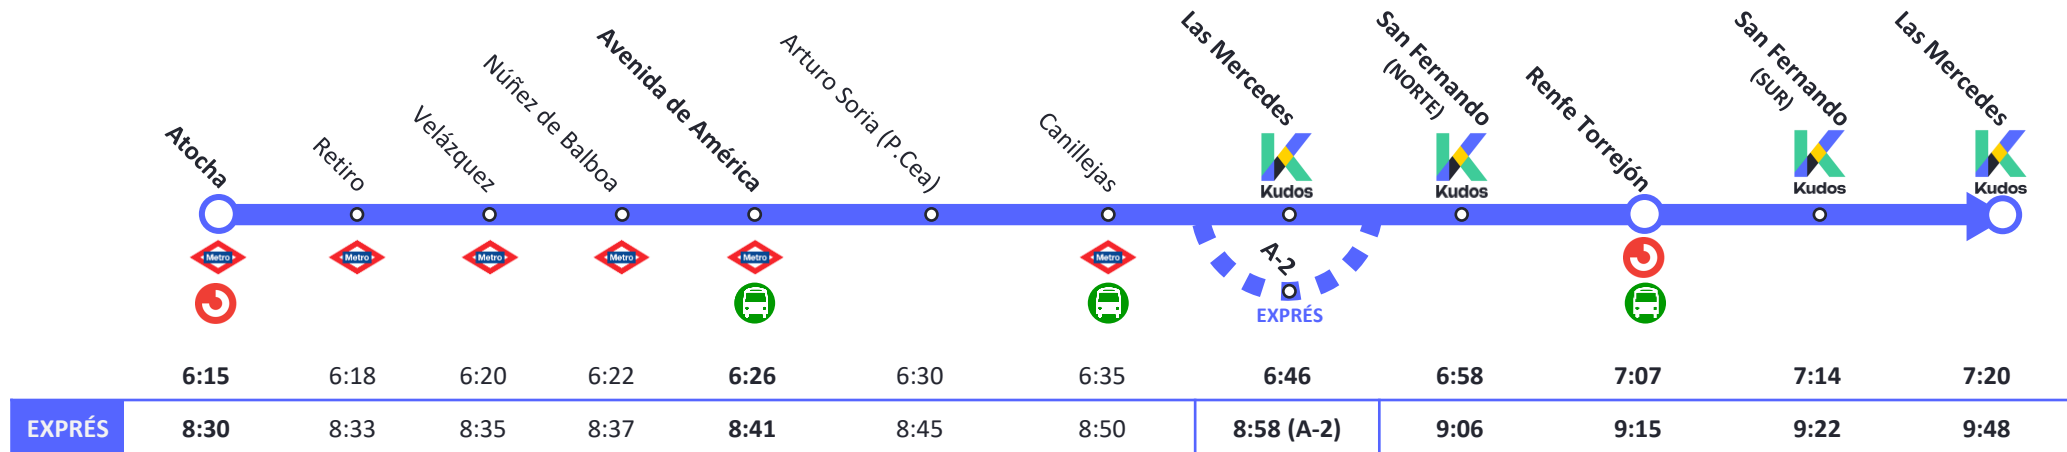 Atocha
Retiro
Velázquez
Núñez de Balboa
Avenida de América
Arturo Soria (P.Cea)
Canillejas
Las Mercedes
San Fernando
(NORTE)
Renfe Torrejón
San Fernando
(SUR)
Las Mercedes
Kudos
Kudos
Kudos
Kudos
Metro
Metro
Metro
Metro
Metro
Metro
A-2
EXPRÉS
6:15 6:18 6:20 6:22 6:26 6:30 6:35 6:46 6:58 7:07 7:14 7:20
EXPRÉS 8:30 8:33 8:35 8:37 8:41 8:45 8:50 8:58 (A-2) 9:06 9:15 9:22 9:48